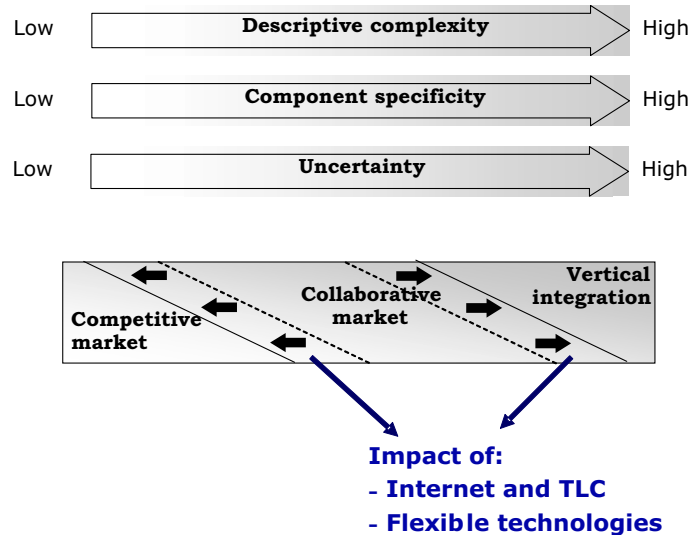 Low Descriptive complexity High
Low Component specificity High
Low Uncertainty High
Vertical
integration
Collaborative
market
Competitive
market
Impact of:
- Internet and TLC
- Flexible technologies